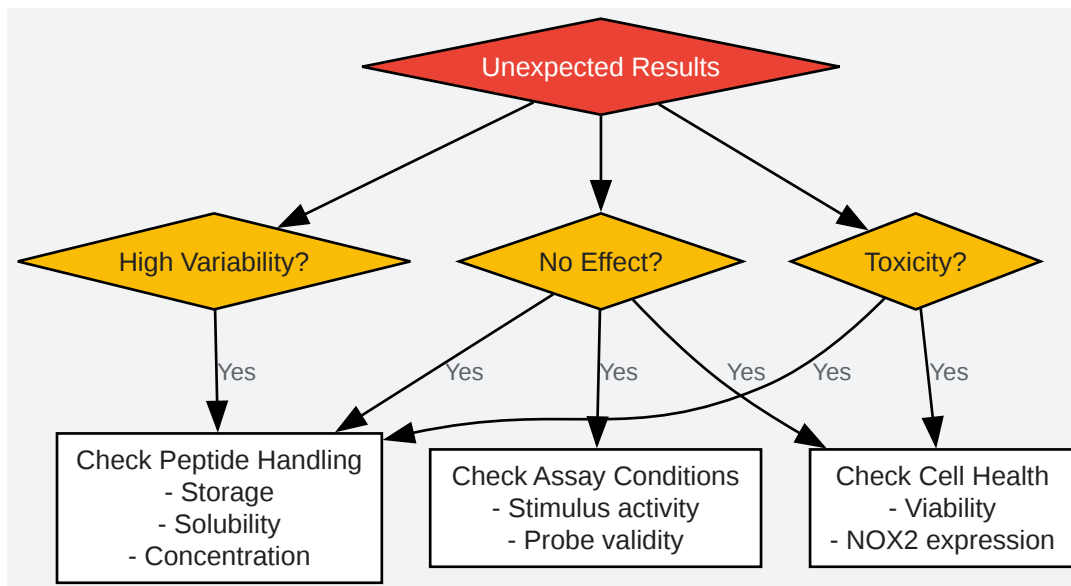 Unexpected Results
High Variability?
No Effect?
Toxicity?
Yes
Yes
Yes
Yes
Yes
Yes
Check Peptide Handling
- Storage
- Solubility
- Concentration
Check Assay Conditions
- Stimulus activity
- Probe validity
Check Cell Health
- Viability
- NOX2 expression